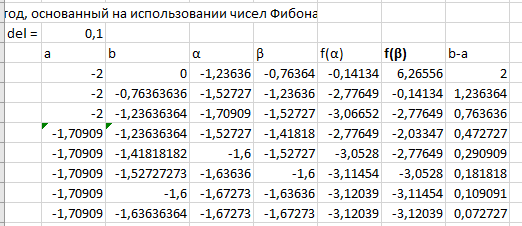 год, основанный на использовании чисел Фибона
del = 0,1
a b α β f(α) f(β) b-a
-2 0 -1,23636 -0,76364 -0,14134 6,26556 2
-2 -0,76363636 -1,52727 -1,23636 -2,77649 -0,14134 1,236364
-2 -1,23636364 -1,70909 -1,52727 -3,06652 -2,77649 0,763636
-1,70909 -1,23636364 -1,52727 -1,41818 -2,77649 -2,03347 0,472727
-1,70909 -1,41818182 -1,6 -1,52727 -3,0528 -2,77649 0,290909
-1,70909 -1,52727273 -1,63636 -1,6 -3,11454 -3,0528 0,181818
-1,70909 -1,6 -1,67273 -1,63636 -3,12039 -3,11454 0,109091
-1,70909 -1,63636364 -1,67273 -1,67273 -3,12039 -3,12039 0,072727